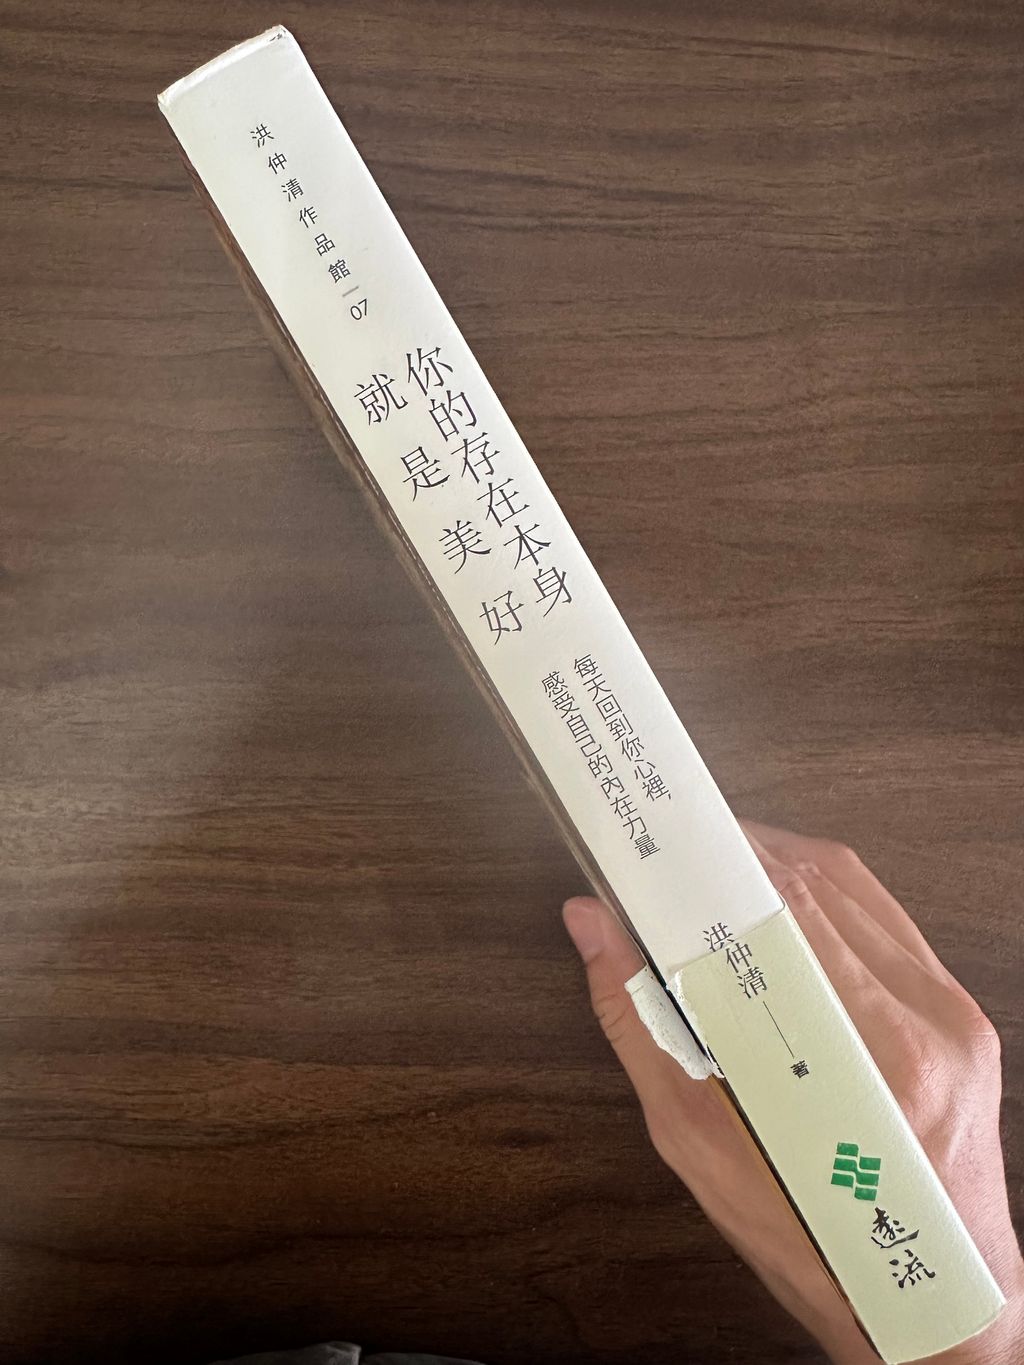 洪仲清作品館 07
你的存在本身
就是美好
每天回到你心裡,
感受自己的內在力量
洪仲清——著
遠流